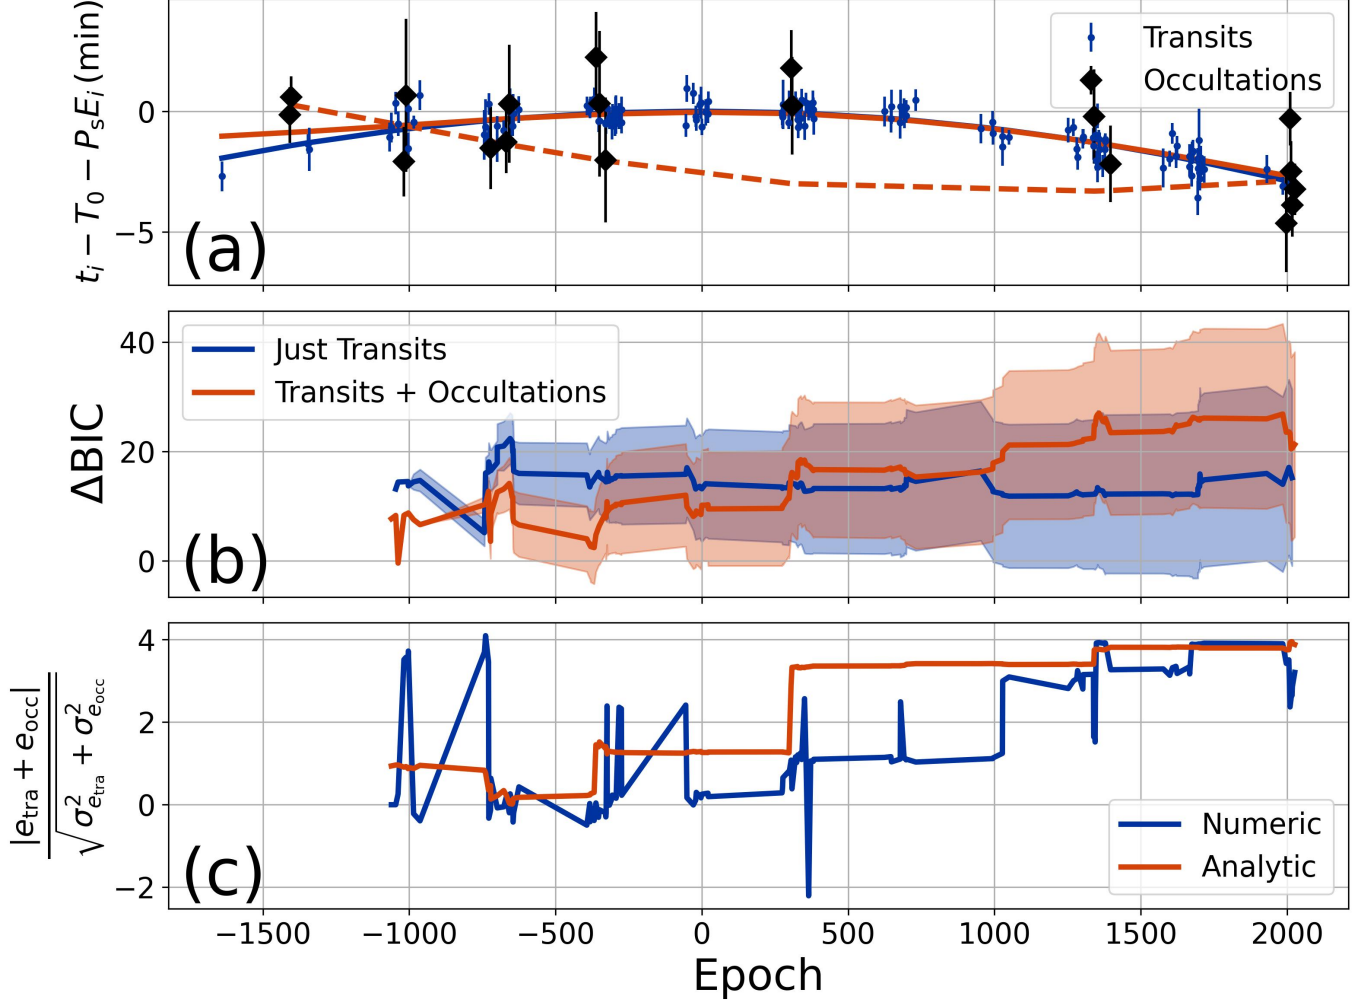 t_i − T_0 − P_s E_i (min)
0
−5
(a)
Transits
Occultations
ΔBIC
40
20
0
(b)
Just Transits
Transits + Occultations
|e_tra + e_occ|
√σ²_e_tra + σ²_e_occ
4
2
0
−2
(c)
Numeric
Analytic
−1500 −1000 −500 0 500 1000 1500 2000
Epoch